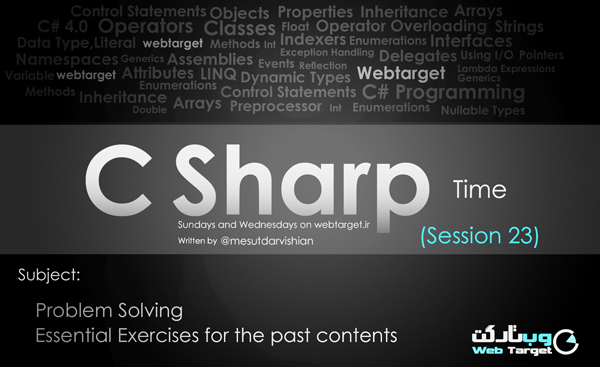 Control Statements Objects Properties Inheritance Arrays
C# 4.0 Operators Classes Float Operator Overloading Strings
Data Type,Literal webtarget Methods Int Indexers Enumerations Interfaces
Namespaces Generics Assemblies Events Exception Handling Reflection Delegates Using I/O Pointers
Variable webtarget Attributes LINQ Dynamic Types Webtarget Lambda Expressions Generics
Methods Enumerations Control Statements C# Programming
Inheritance Double Arrays Preprocessor Int Enumerations Nullable Types
C Sharp Time
Sundays and Wednesdays on webtarget.ir
Written by @mesutdarvishian
(Session 23)
Subject:
Problem Solving
Essential Exercises for the past contents
وب تارگت
Web Target